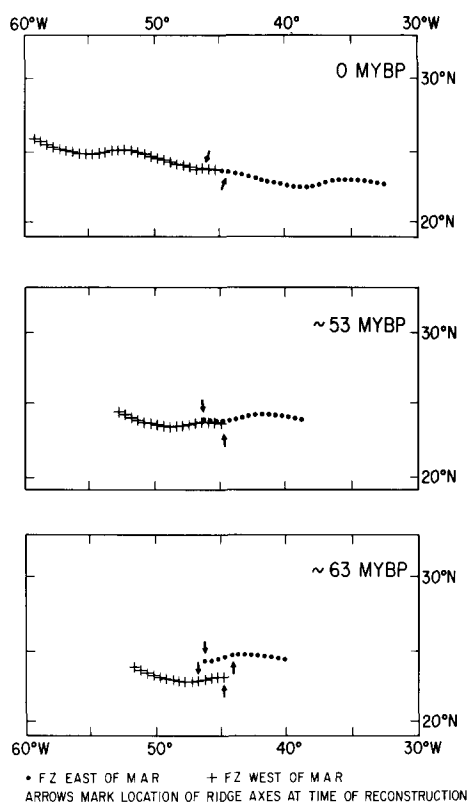 60°W 50° 40° 30°W
0 MYBP
30°N
20°N
~ 53 MYBP
30°N
20°N
~ 63 MYBP
30°N
20°N
60°W 50° 40° 30°W
• FZ EAST OF MAR + FZ WEST OF MAR
ARROWS MARK LOCATION OF RIDGE AXES AT TIME OF RECONSTRUCTION